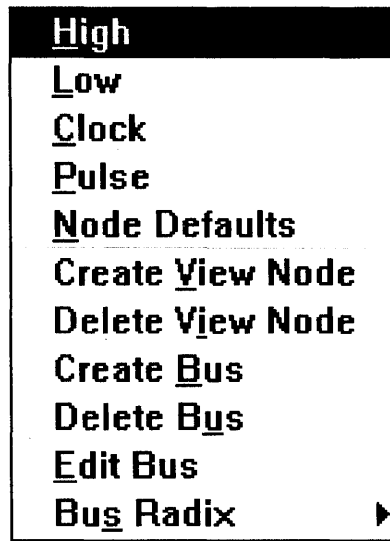 High
Low
Clock
Pulse
Node Defaults
Create View Node
Delete View Node
Create Bus
Delete Bus
Edit Bus
Bus Radix